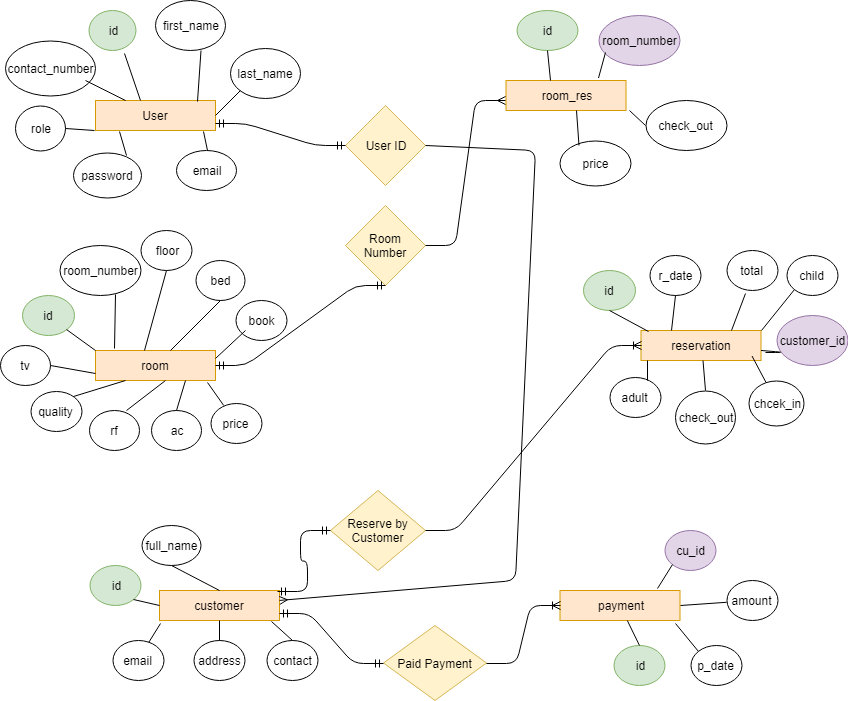 id
first_name
contact_number
last_name
User
role
password
email
User ID
id
room_number
room_res
check_out
price
Room
Number
room_number
floor
bed
id
book
room
tv
quality
rf
ac
price
id
r_date
total
child
customer_id
reservation
adult
check_out
chcek_in
Reserve by
Customer
full_name
id
customer
email
address
contact
Paid Payment
cu_id
payment
amount
id
p_date